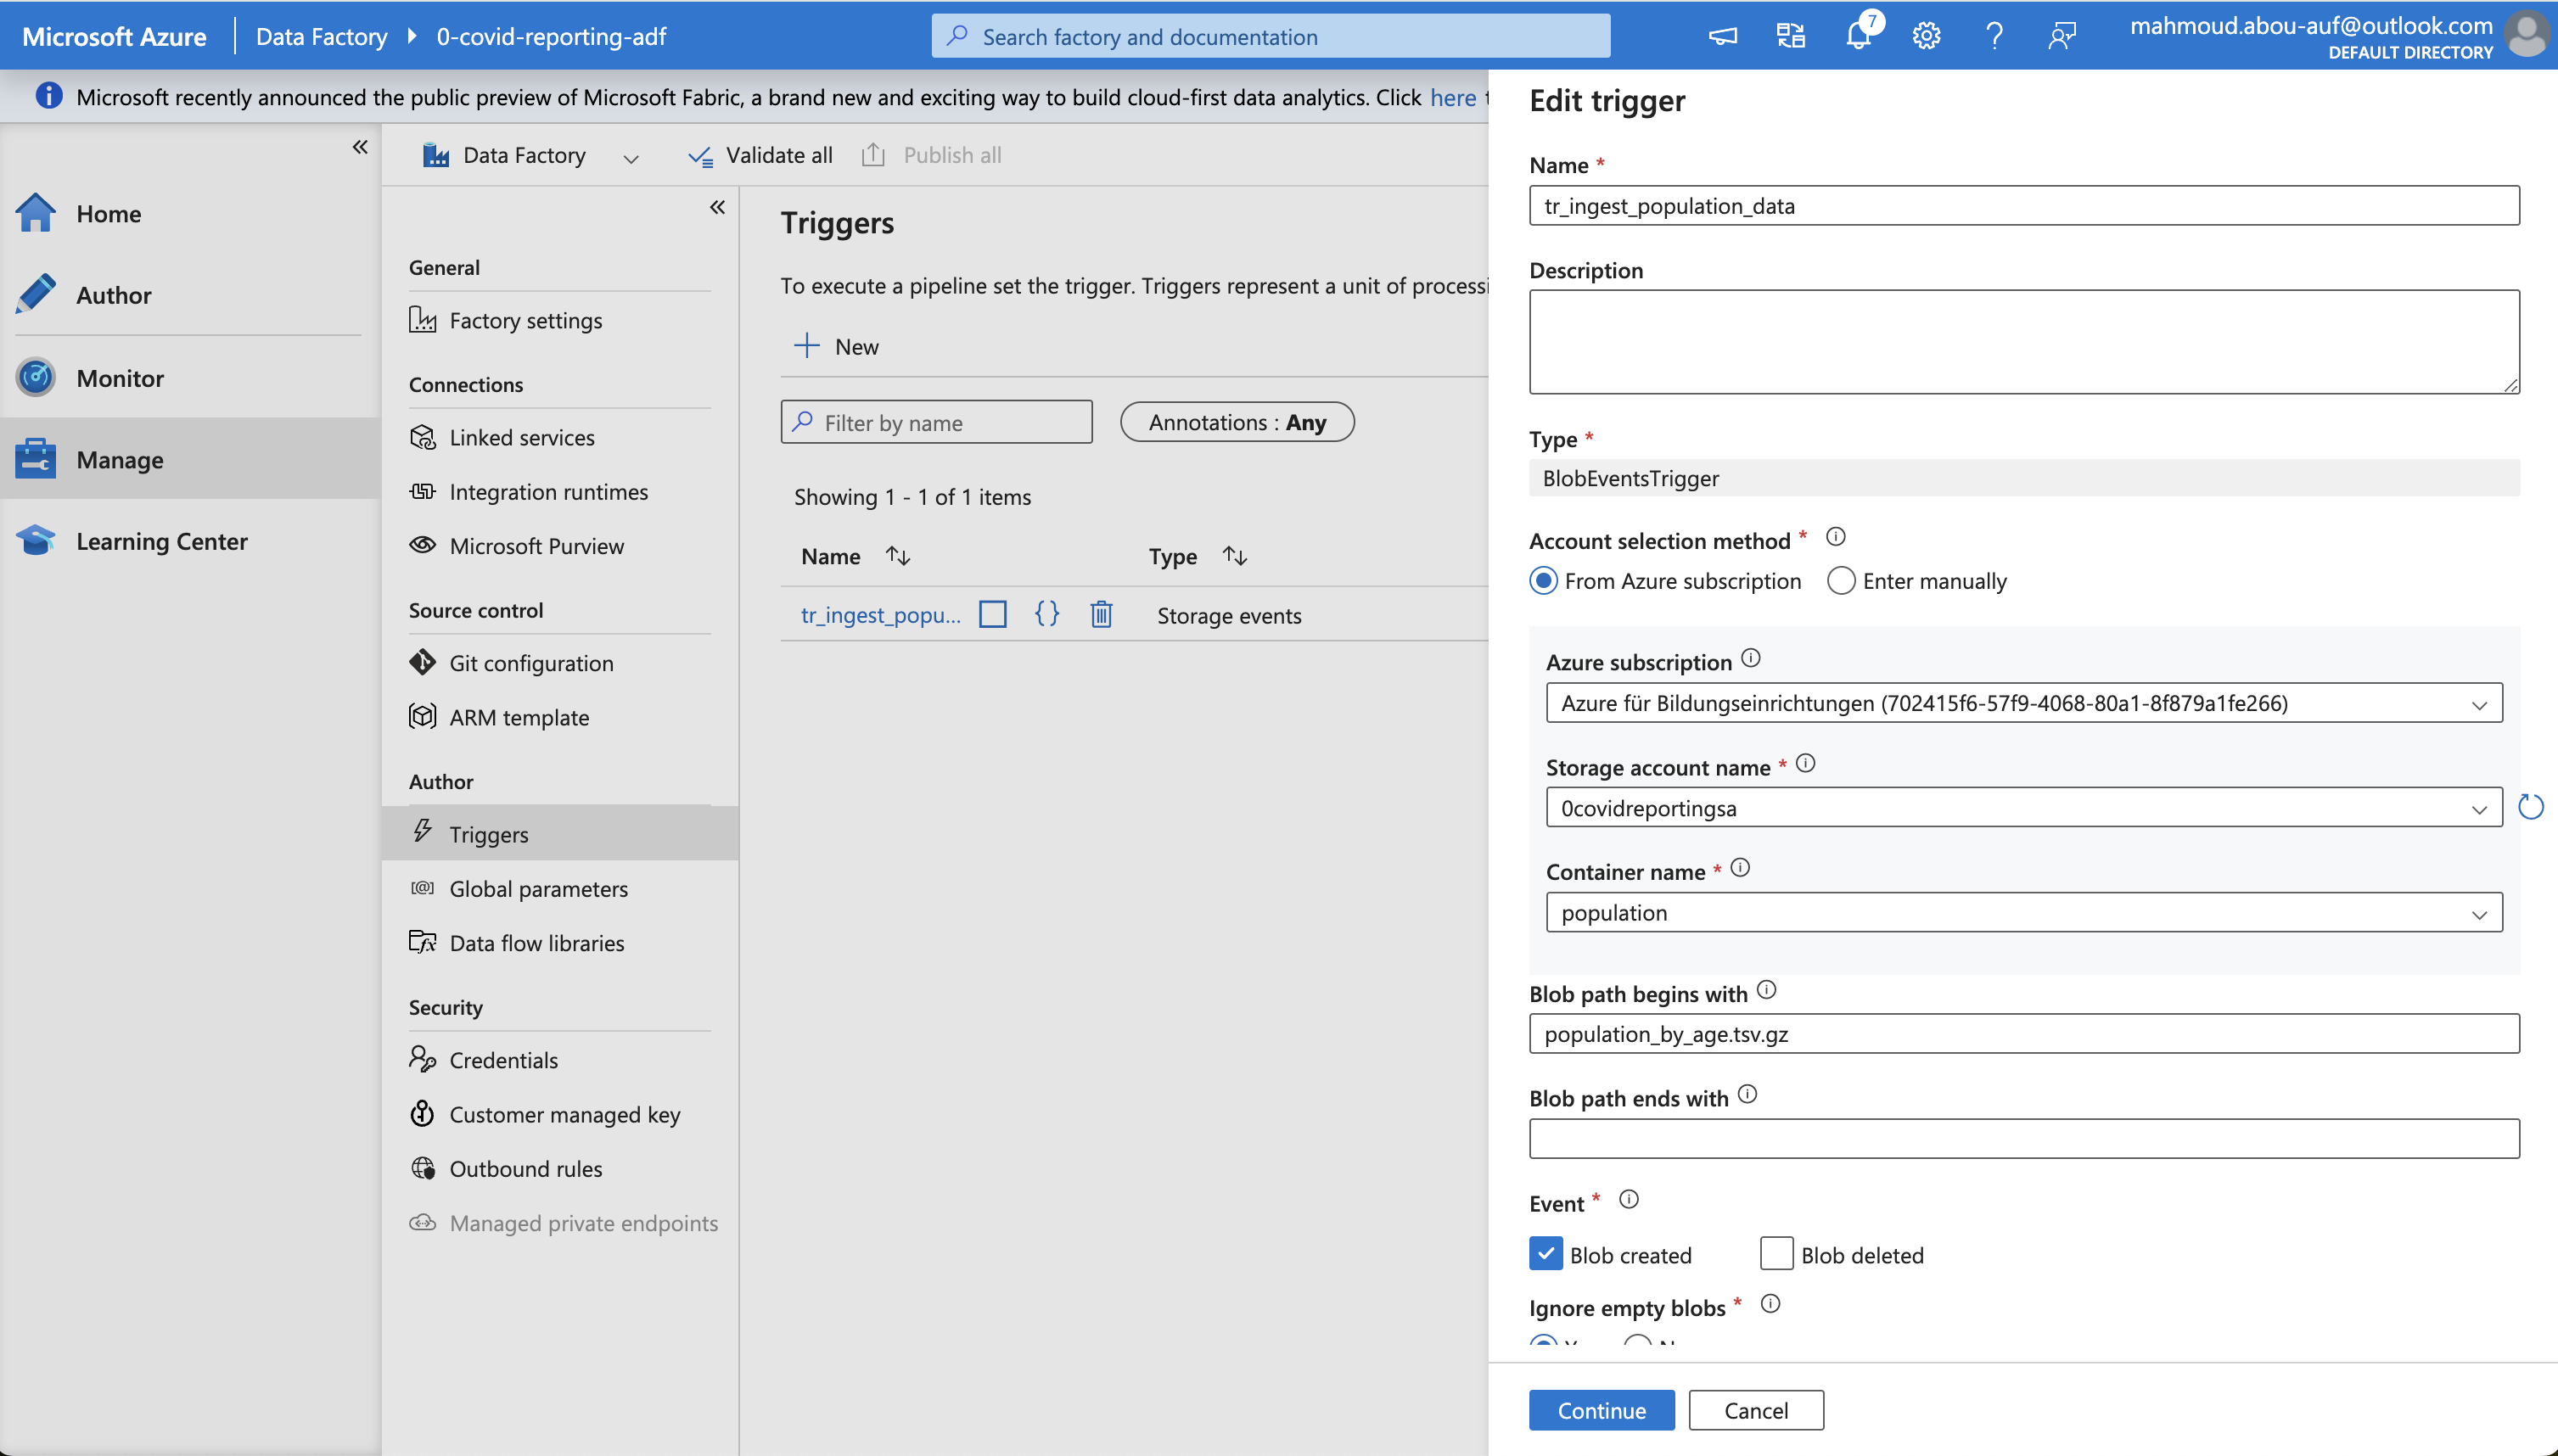 Microsoft Azure
Data Factory
0-covid-reporting-adf
Search factory and documentation
7
mahmoud.abou-auf@outlook.com
DEFAULT DIRECTORY
Microsoft recently announced the public preview of Microsoft Fabric, a brand new and exciting way to build cloud-first data analytics. Click here
Home
Author
Monitor
Manage
Learning Center
Data Factory
Validate all
Publish all
General
Factory settings
Connections
Linked services
Integration runtimes
Microsoft Purview
Source control
Git configuration
ARM template
Author
Triggers
Global parameters
Data flow libraries
Security
Credentials
Customer managed key
Outbound rules
Managed private endpoints
Triggers
To execute a pipeline set the trigger. Triggers represent a unit of processi
New
Filter by name
Annotations : Any
Showing 1 - 1 of 1 items
Name
Type
tr_ingest_popu...
{}
Storage events
Edit trigger
Name *
tr_ingest_population_data
Description
Type *
BlobEventsTrigger
Account selection method *
From Azure subscription
Enter manually
Azure subscription
Azure für Bildungseinrichtungen (702415f6-57f9-4068-80a1-8f879a1fe266)
Storage account name *
0covidreportingsa
Container name *
population
Blob path begins with
population_by_age.tsv.gz
Blob path ends with
Event *
Blob created
Blob deleted
Ignore empty blobs *
Continue
Cancel